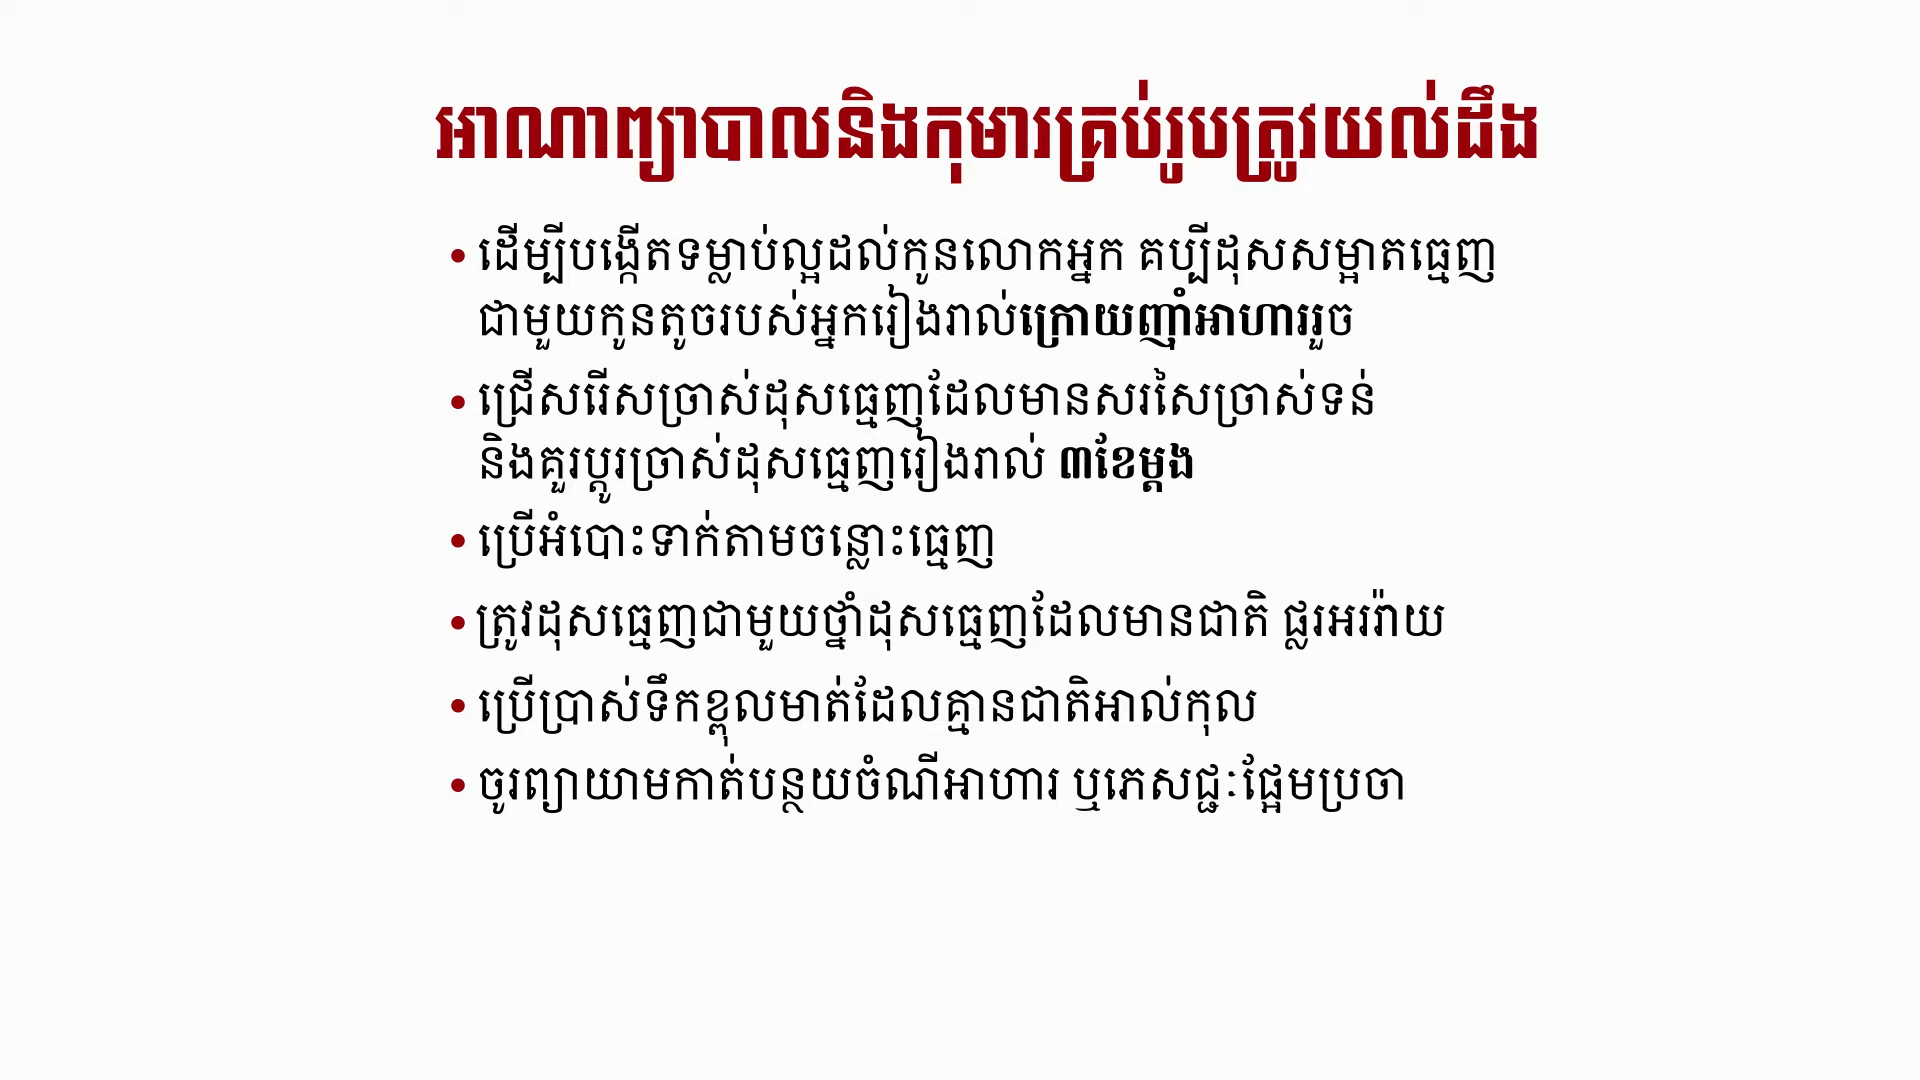 អាណាព្យាបាលនិងកុមារគ្រប់រូបត្រូវយល់ដឹង
• ដើម្បីបង្កើតទម្លាប់ល្អដល់កូនលោកអ្នក គប្បីដុសសម្អាតធ្មេញ
ជាមួយកូនតូចរបស់អ្នករៀងរាល់ក្រោយញ៉ាំអាហាររួច
• ជ្រើសរើសច្រាស់ដុសធ្មេញដែលមានសរសៃច្រាស់ទន់
និងគួរប្តូរច្រាស់ដុសធ្មេញរៀងរាល់ ៣ខែម្តង
• ប្រើអំបោះទាក់តាមចន្លោះធ្មេញ
• ត្រូវដុសធ្មេញជាមួយថ្នាំដុសធ្មេញដែលមានជាតិ ផ្លរអររ៉ាយ
• ប្រើប្រាស់ទឹកខ្ពុលមាត់ដែលគ្មានជាតិអាល់កុល
• ចូរព្យាយាមកាត់បន្ថយចំណីអាហារ ឬភេសជ្ជៈផ្អែមប្រចា